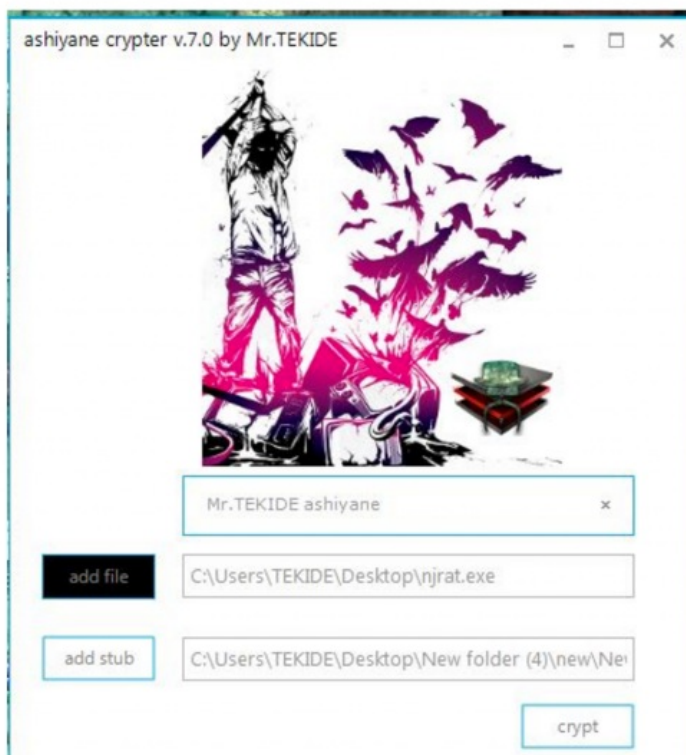 ashiyane crypter v.7.0 by Mr.TEKIDE
Mr.TEKIDE ashiyane
add file
C:\Users\TEKIDE\Desktop\njrat.exe
add stub
C:\Users\TEKIDE\Desktop\New folder (4)\new\Nev
crypt